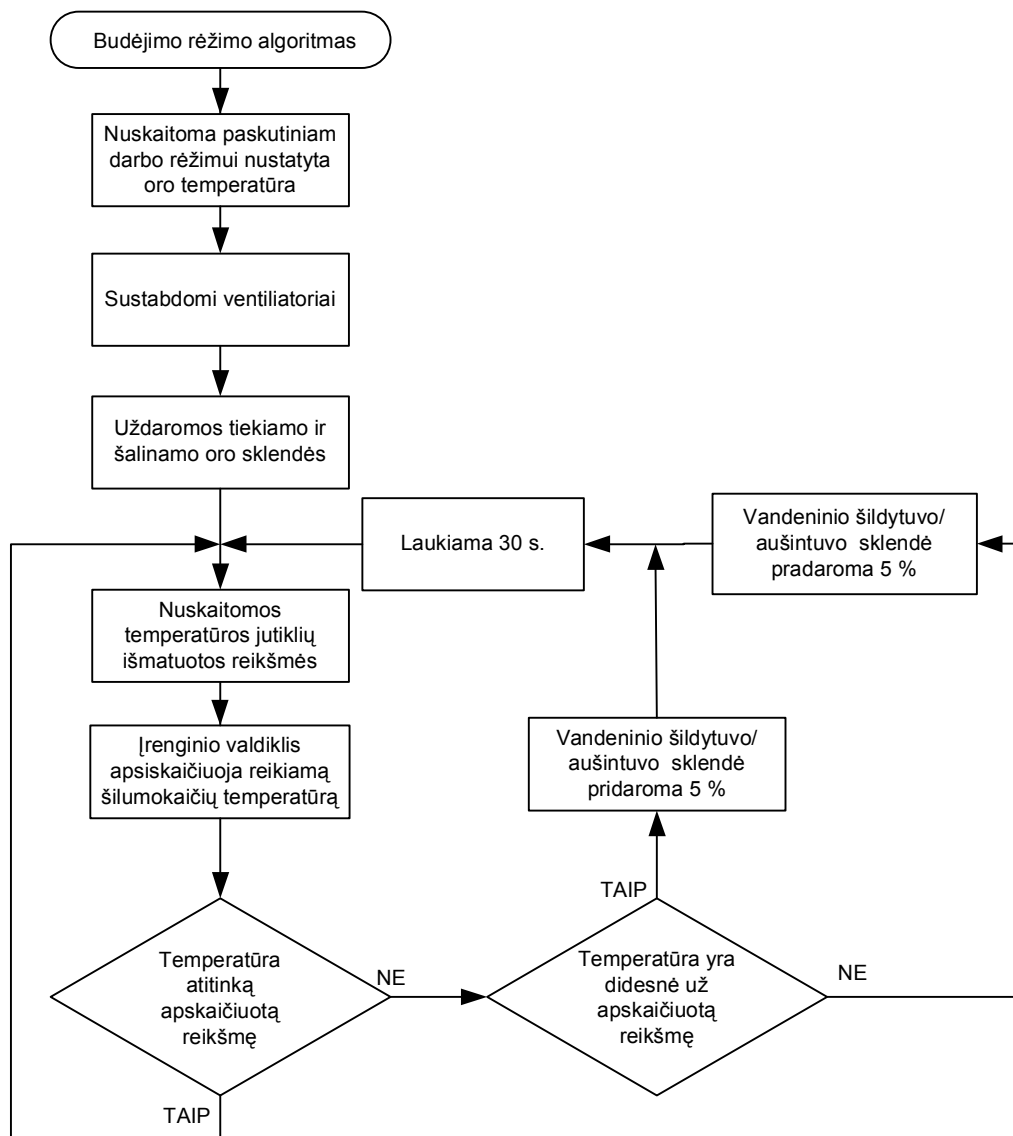 Budėjimo rėžimo algoritmas
Nuskaitoma paskutiniam
darbo rėžimui nustatyta
oro temperatūra
Sustabdomi ventiliatoriai
Uždaromos tiekiamo ir
šalinamo oro sklendės
Laukiama 30 s.
Vandeninio šildytuvo/
aušintuvo sklendė
pradaroma 5 %
Nuskaitomos
temperatūros jutiklių
išmatuotos reikšmės
Įrenginio valdiklis
apsiskaičiuoja reikiamą
šilumokaičių temperatūrą
Vandeninio šildytuvo/
aušintuvo sklendė
pridaroma 5 %
TAIP
Temperatūra
atitinką
apskaičiuotą
reikšmę
NE
Temperatūra yra
didesnė už
apskaičiuotą
reikšmę
NE
TAIP